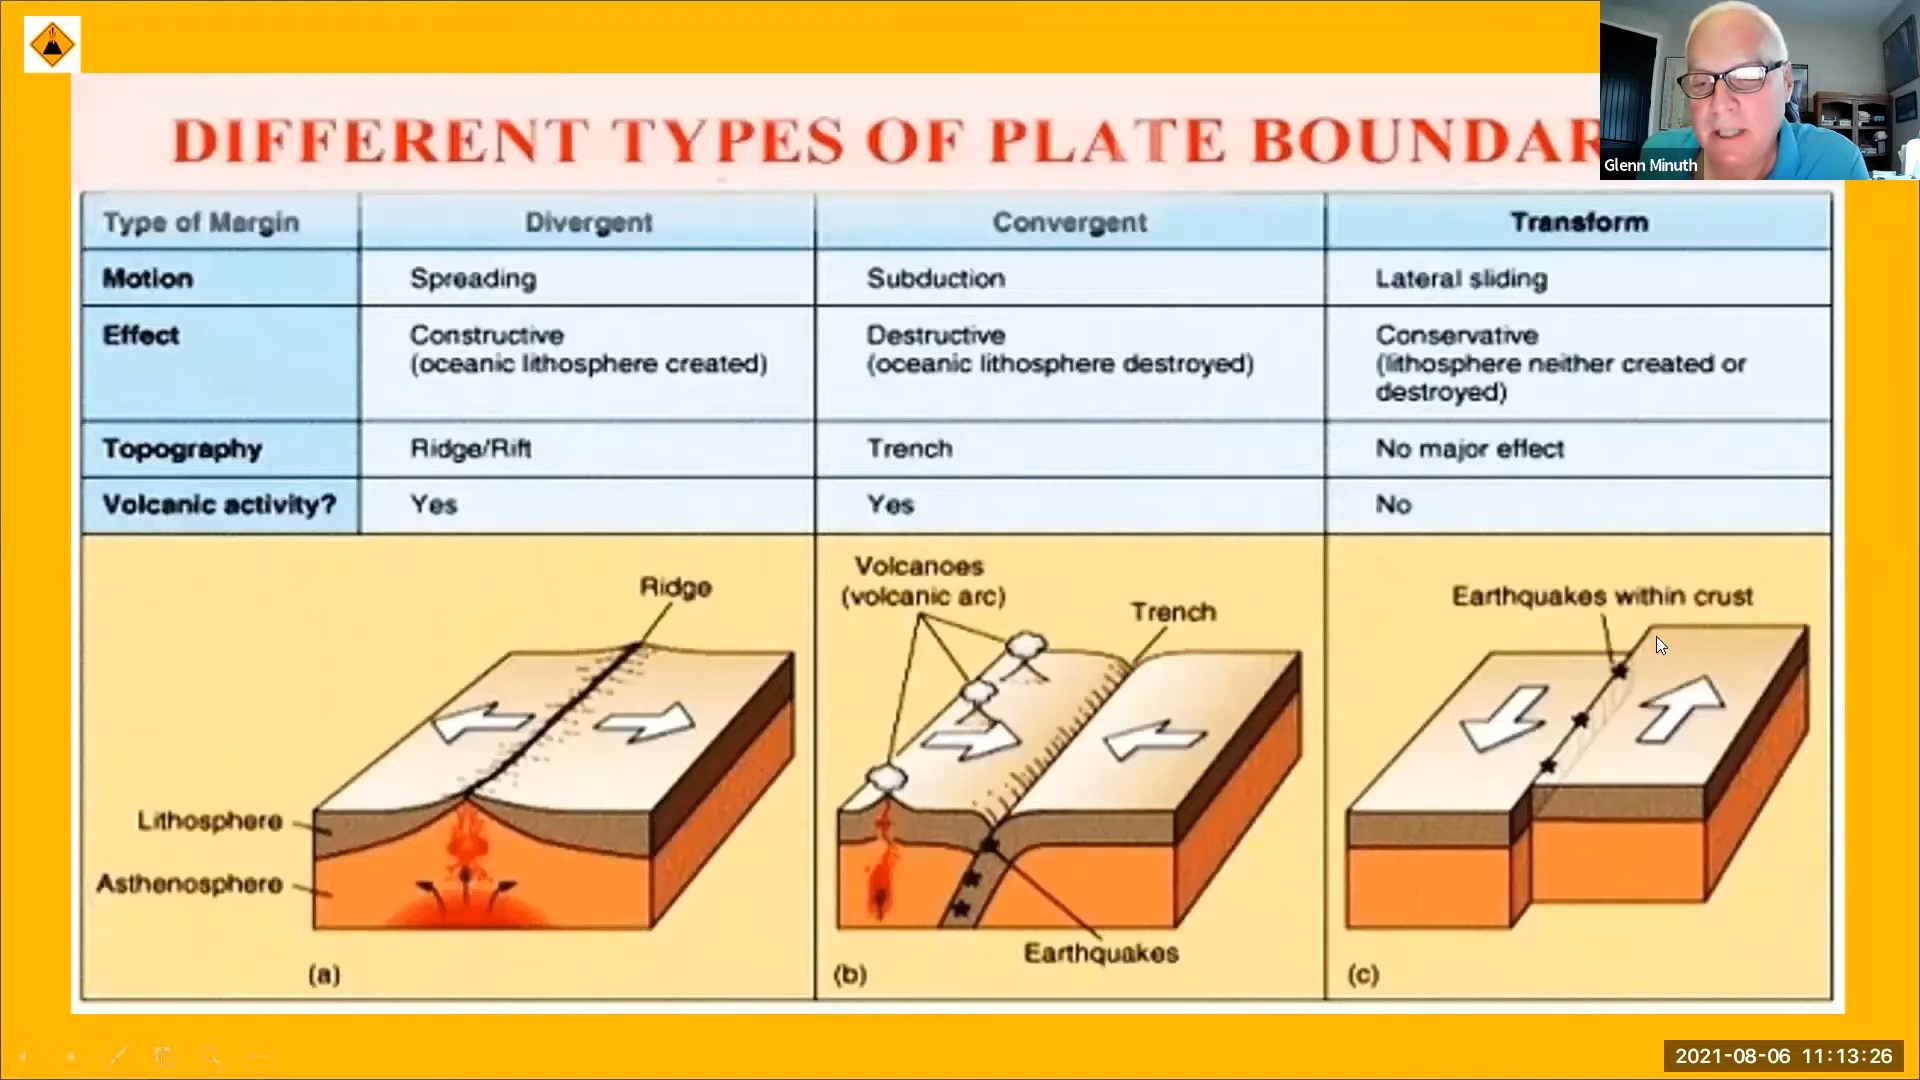 DIFFERENT TYPES OF PLATE BOUNDAR
Glenn Minuth
Type of Margin
Divergent
Convergent
Transform
Motion
Spreading
Subduction
Lateral sliding
Effect
Constructive
(oceanic lithosphere created)
Destructive
(oceanic lithosphere destroyed)
Conservative
(lithosphere neither created or
destroyed)
Topography
Ridge/Rift
Trench
No major effect
Volcanic activity?
Yes
Yes
No
Ridge
Lithosphere
Asthenosphere
(a)
Volcanoes
(volcanic arc)
Trench
Earthquakes
(b)
Earthquakes within crust
(c)
2021-08-06 11:13:26